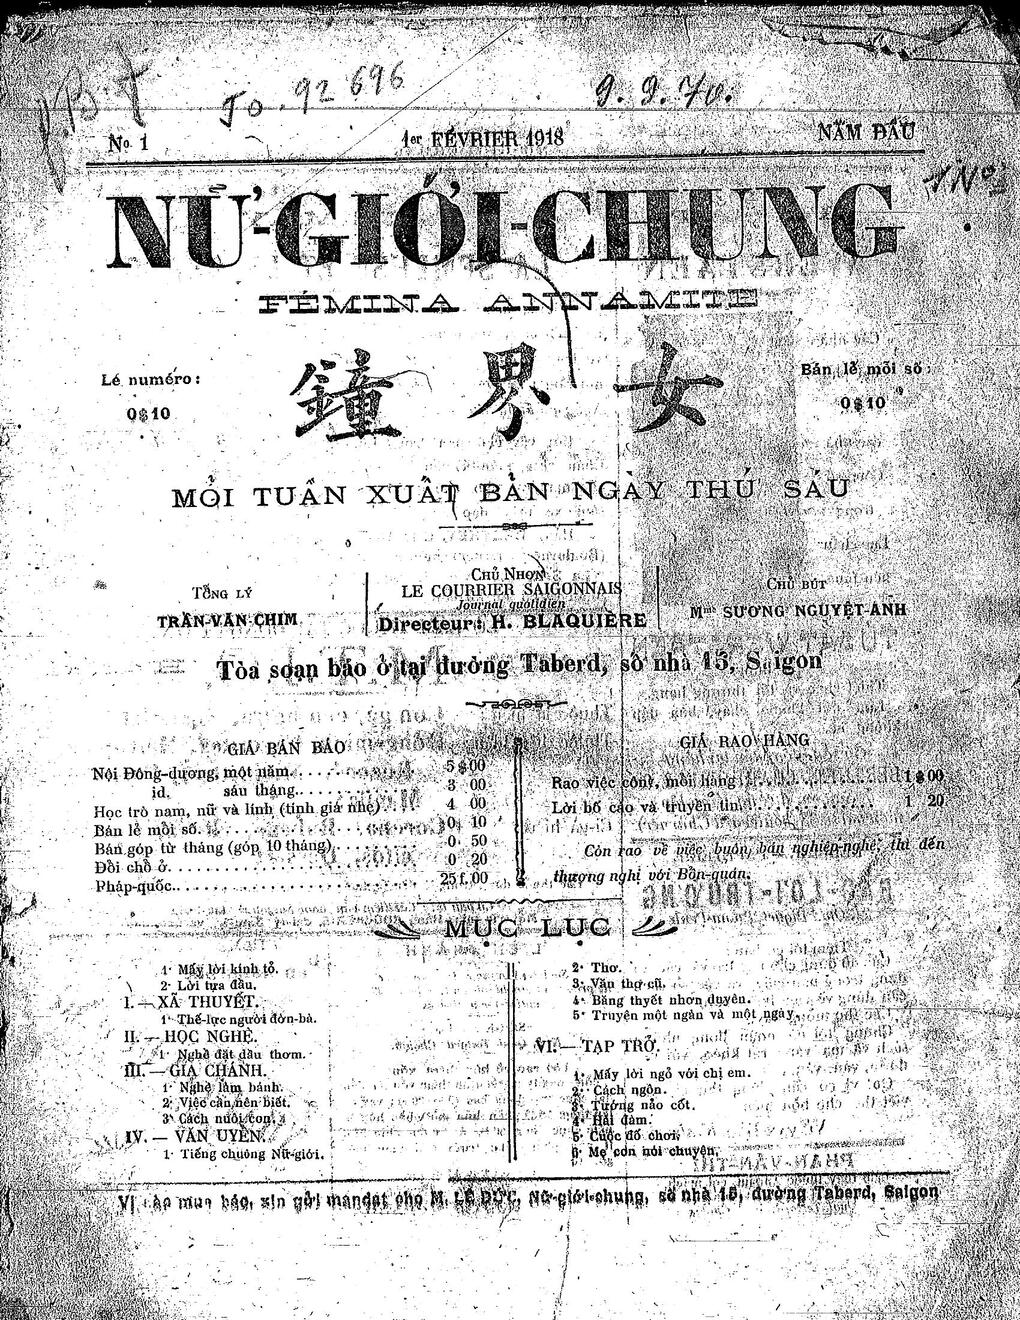 Jo. 92 696
9. 9. 70.
No 1 1er FÉVRIER 1918 NĂM ĐẦU
NỮ-GIỚI-CHUNG
FÉMINA ANNAMITE
鐘 界 女
Lé numéro:
0$10
Bán lẻ mỗi số:
0$10
MỖI TUẦN XUẤT BẢN NGÀY THỨ SÁU
TỔNG LÝ
TRẦN-VĂN-CHIM
CHỦ NHƠN
LE COURRIER SAIGONNAIS
Journal quotidien
Directeur: H. BLAQUIÈRE
CHỦ BÚT
Mme SƯƠNG NGUYỆT-ANH
Tòa soạn báo ở tại đường Taberd, số nhà 15, Saigon
GIÁ BÁN BÁO
Nội Đông-dương, một năm. . . . . . . . 5$00
id. sáu tháng. . . . . . . . 3 00
Học trò nam, nữ và lính (tính giá nhẹ) 4 00
Bán lẻ mỗi số. . . . . . . . 0 10
Bán góp từ tháng (góp 10 tháng). . . . . . . . 0 50
Đổi chỗ ở. . . . . . . . 0 20
Pháp-quốc. . . . . . . . 25f.00
GIÁ RAO HÀNG
Rao việc công, mỗi hàng . . . . . . . . 1$00
Lời bố cáo và truyền tin. . . . . . . . 1 20
Còn rao về việc buôn bán nghiệp-nghệ, thì đến
thương nghị với Bổn-quán.
MỤC LỤC
1· Mấy lời kính tỏ.
2· Lời tựa đầu.
I. — XÃ THUYẾT.
1· Thế-lực người đờn-bà.
II. — HỌC NGHỀ.
1· Nghề đặt dầu thơm.
III. — GIA CHÁNH.
1· Nghề làm bánh.
2· Việc cần nên biết.
3· Cách nuôi con.
IV. — VĂN UYỂN.
1· Tiếng chuông Nữ-giới.
2· Thơ.
3· Văn thơ cũ.
4· Băng thyết nhơn duyên.
5· Truyện một ngàn và một ngày.
VI. — TẠP TRỞ.
1· Mấy lời ngỏ với chị em.
2· Cách ngôn.
3· Tướng não cốt.
4· Hài đàm.
5· Cuộc đố chơi.
6· Mẹ con nói chuyện.
Vị nào mua báo, xin gởi mandat cho M. LÊ ĐỨC, Nữ-giới-chung, số nhà 15, đường Taberd, Saigon